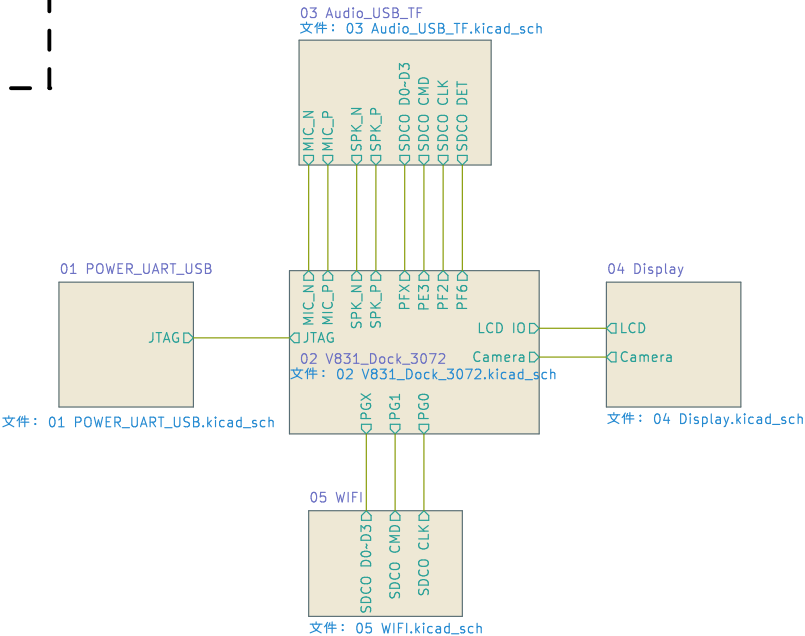 03 Audio_USB_TF
文件： 03 Audio_USB_TF.kicad_sch
MIC_N
MIC_P
SPK_N
SPK_P
SDCO D0~D3
SDCO CMD
SDCO CLK
SDCO DET
01 POWER_UART_USB
JTAG
文件： 01 POWER_UART_USB.kicad_sch
MIC_N
MIC_P
SPK_N
SPK_P
PFX
PE3
PF2
PF6
JTAG
LCD IO
Camera
02 V831_Dock_3072
文件： 02 V831_Dock_3072.kicad_sch
PGX
PG1
PG0
04 Display
LCD
Camera
文件： 04 Display.kicad_sch
05 WIFI
SDCO D0~D3
SDCO CMD
SDCO CLK
文件： 05 WIFI.kicad_sch